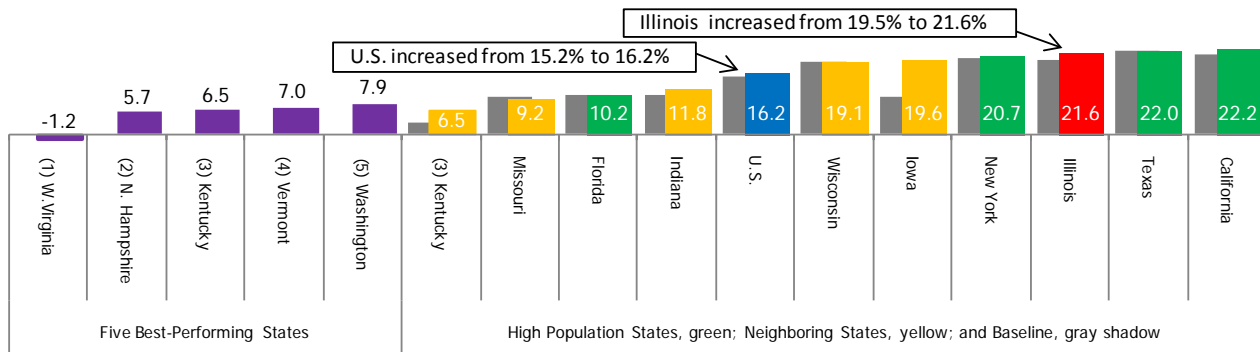 Illinois increased from 19.5% to 21.6%
U.S. increased from 15.2% to 16.2%
-1.2
5.7
6.5
7.0
7.9
6.5
9.2
10.2
11.8
16.2
19.1
19.6
20.7
21.6
22.0
22.2
(1) W.Virginia
(2) N. Hampshire
(3) Kentucky
(4) Vermont
(5) Washington
(3) Kentucky
Missouri
Florida
Indiana
U.S.
Wisconsin
Iowa
New York
Illinois
Texas
California
Five Best-Performing States
High Population States, green; Neighboring States, yellow; and Baseline, gray shadow